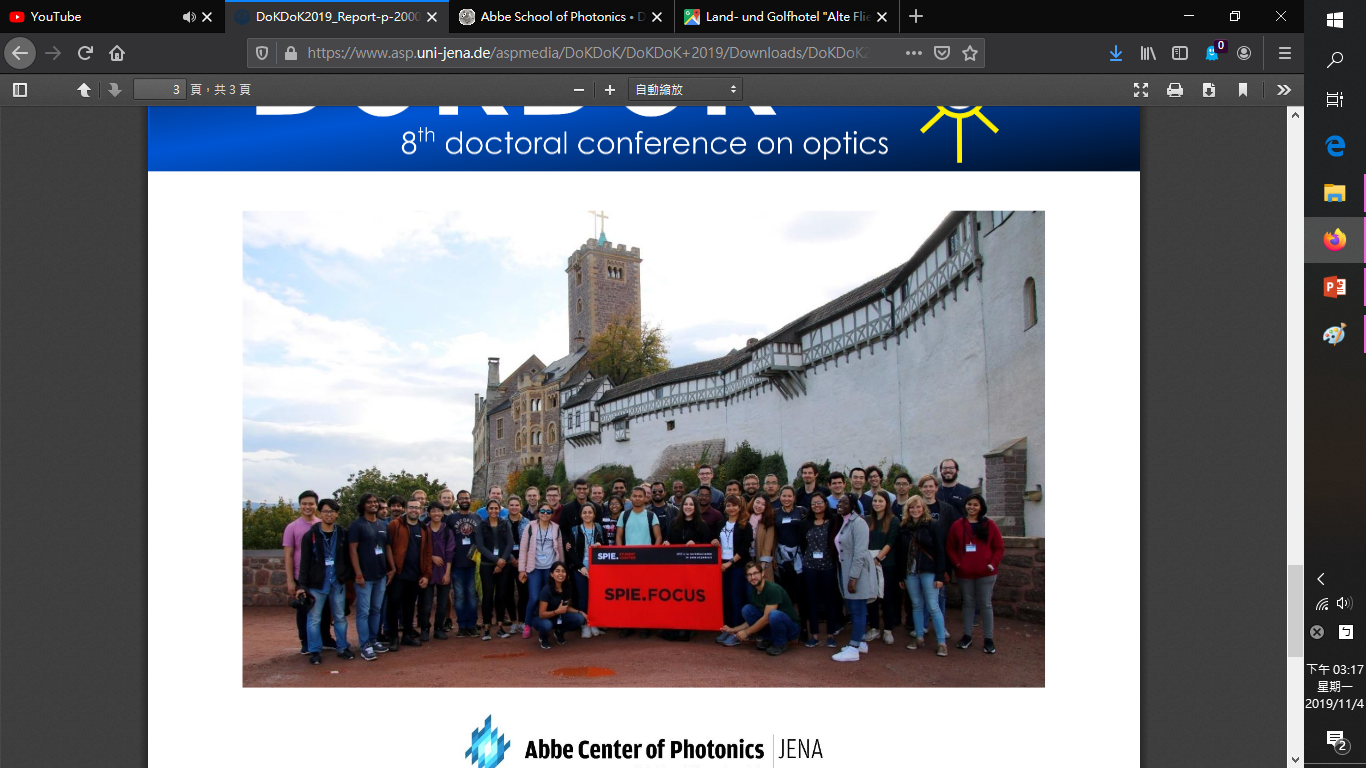 YouTube
DoKDoK2019_Report-p-2000
Abbe School of Photonics • D
Land- und Golfhotel "Alte Flie
https://www.asp.uni-jena.de/aspmedia/DoKDoK/DoKDoK+2019/Downloads/DoKDoK2
0
3 頁，共 3 頁
自動縮放
DOKDOK
8th doctoral conference on optics
SPIE. STUDENT CHAPTER
SPIE.FOCUS
Abbe Center of Photonics | JENA
下午 03:17
星期一
2019/11/4
2